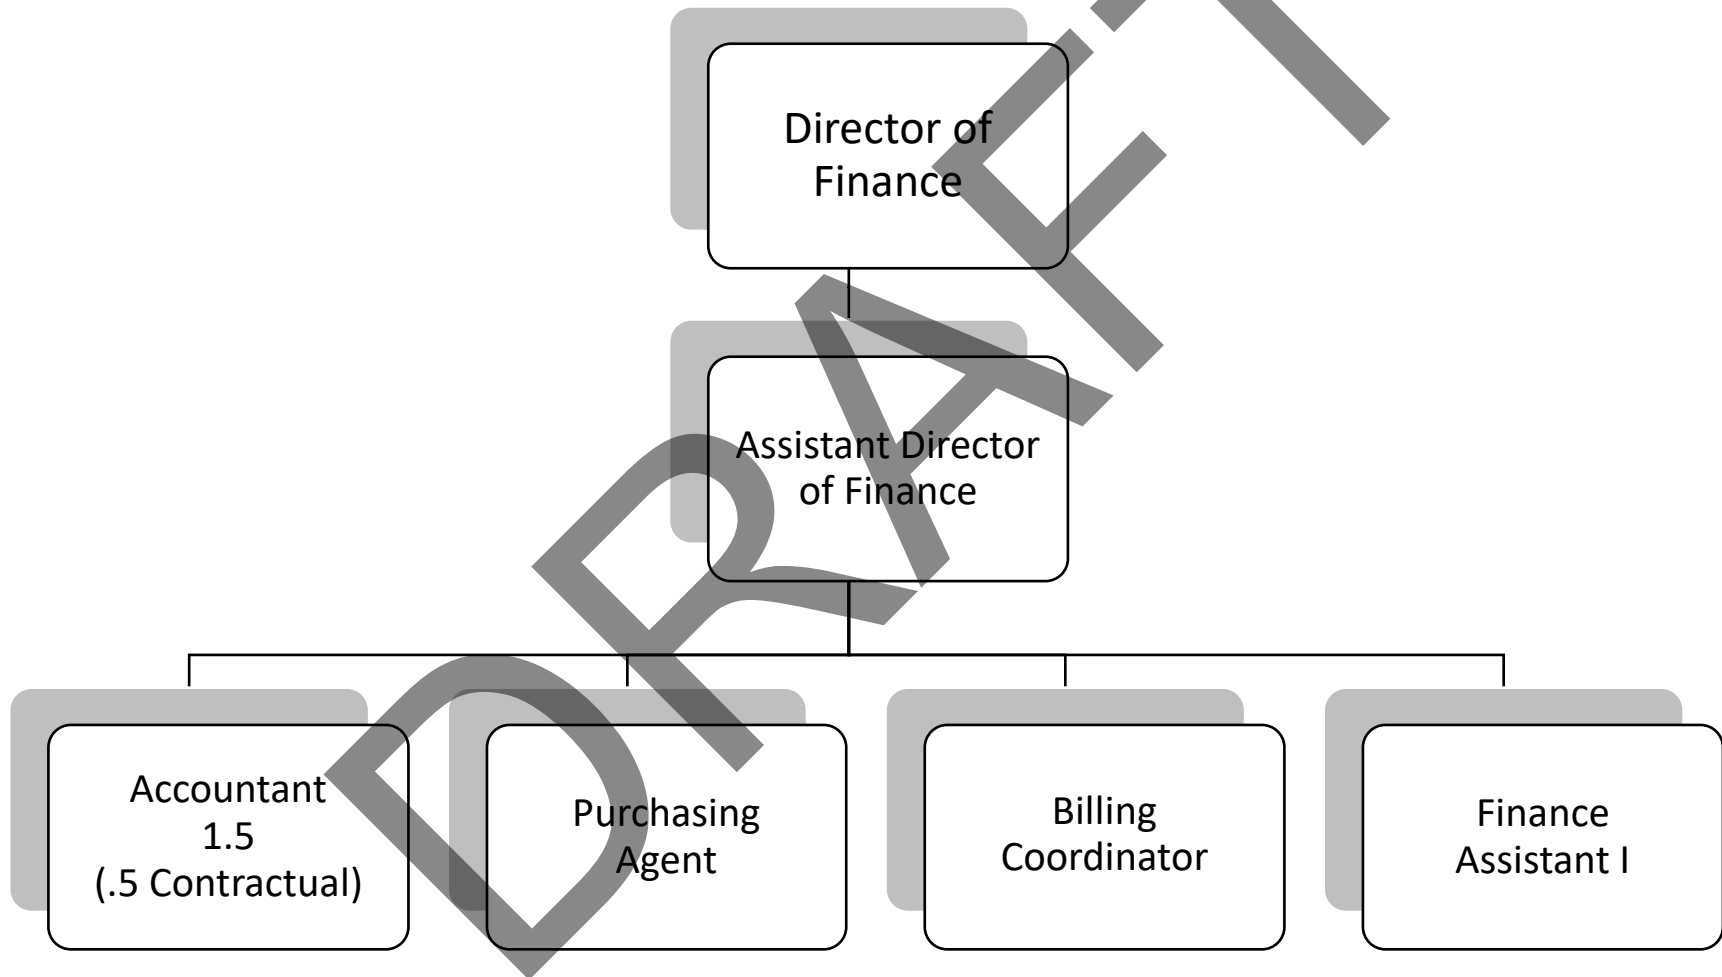 Director of
Finance
Assistant Director
of Finance
Accountant
1.5
(.5 Contractual)
Purchasing
Agent
Billing
Coordinator
Finance
Assistant I
DRAFT